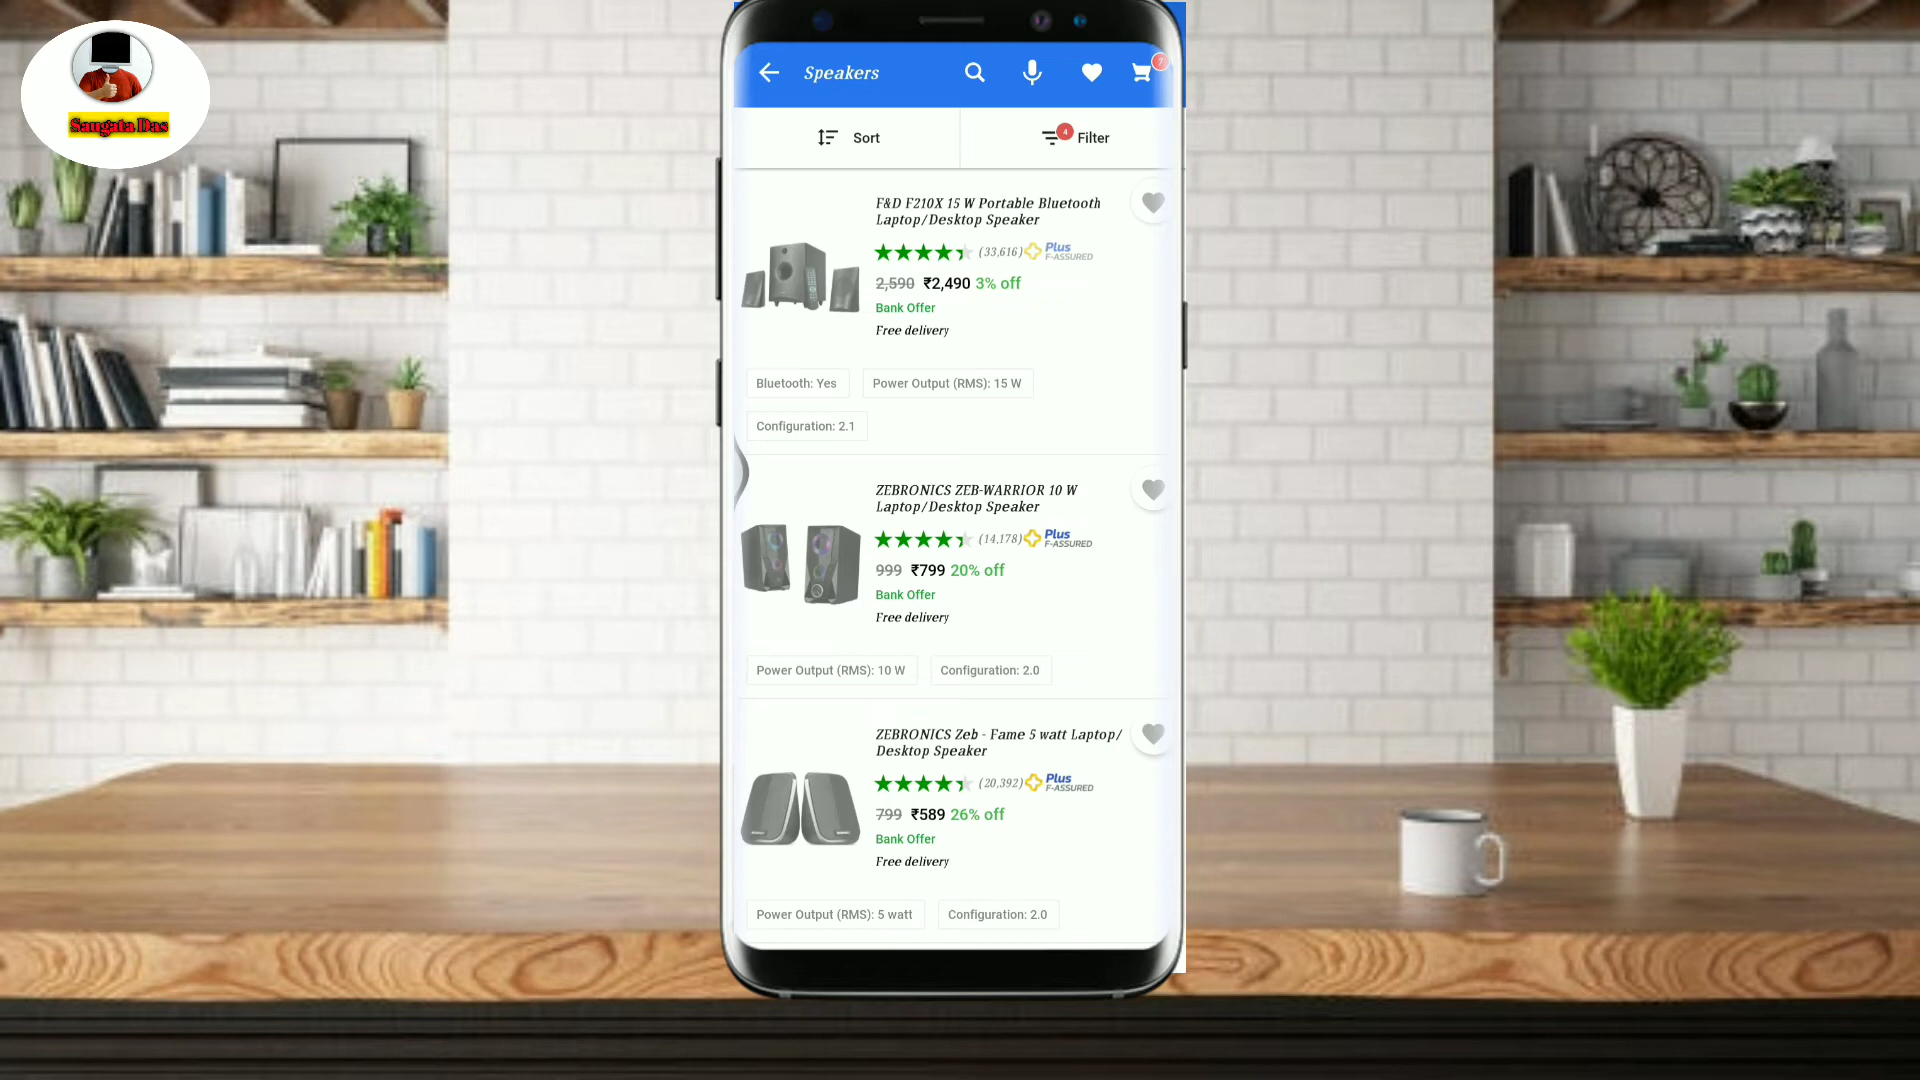 Saugata Das
Speakers
7
Sort
4
Filter
F&D F210X 15 W Portable Bluetooth
Laptop/Desktop Speaker
(33,616)
Plus
F-ASSURED
2,590 ₹2,490 3% off
Bank Offer
Free delivery
Bluetooth: Yes
Power Output (RMS): 15 W
Configuration: 2.1
ZEBRONICS ZEB-WARRIOR 10 W
Laptop/Desktop Speaker
(14,178)
Plus
F-ASSURED
999 ₹799 20% off
Bank Offer
Free delivery
Power Output (RMS): 10 W
Configuration: 2.0
ZEBRONICS Zeb - Fame 5 watt Laptop/
Desktop Speaker
(20,392)
Plus
F-ASSURED
799 ₹589 26% off
Bank Offer
Free delivery
Power Output (RMS): 5 watt
Configuration: 2.0